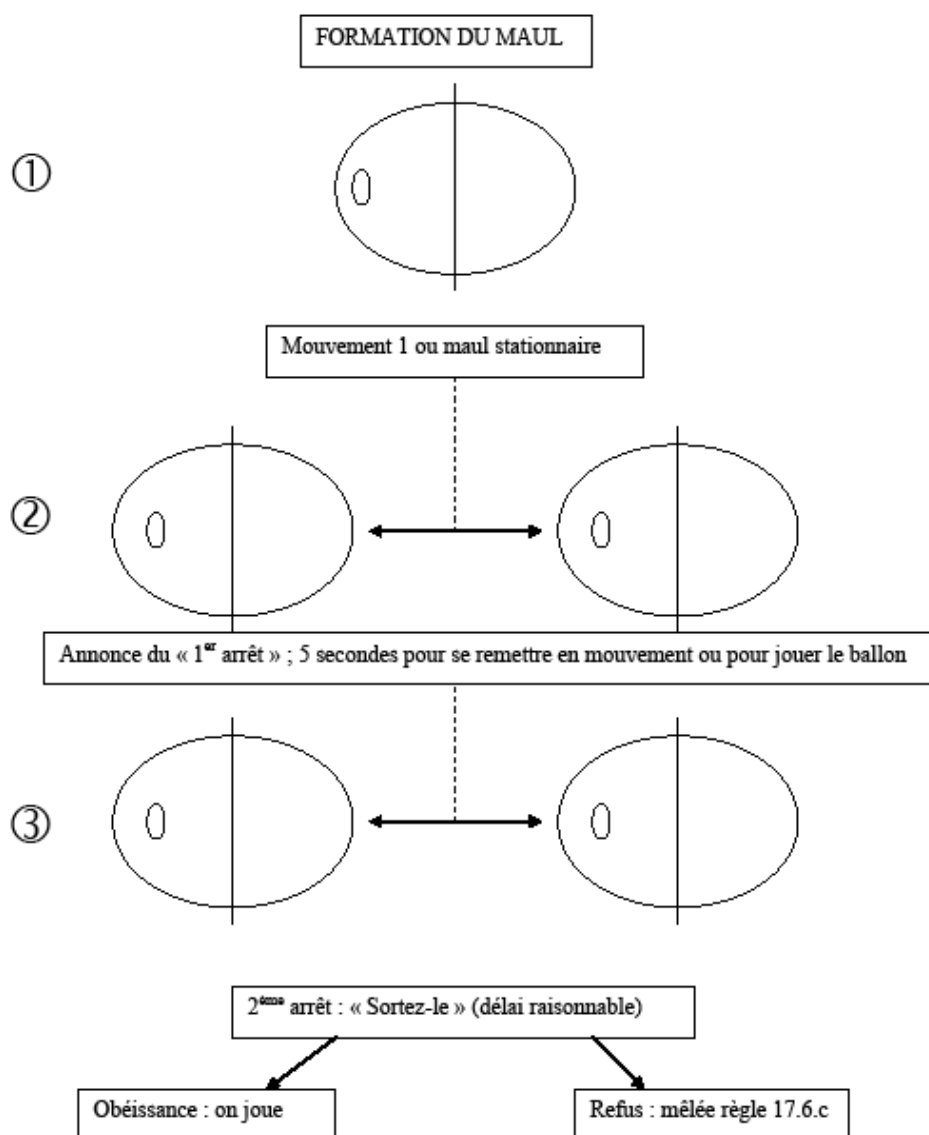 FORMATION DU MAUL
①
Mouvement 1 ou maul stationnaire
②
Annonce du « 1er arrêt » ; 5 secondes pour se remettre en mouvement ou pour jouer le ballon
③
2ème arrêt : « Sortez-le » (délai raisonnable)
Obéissance : on joue
Refus : mêlée règle 17.6.c